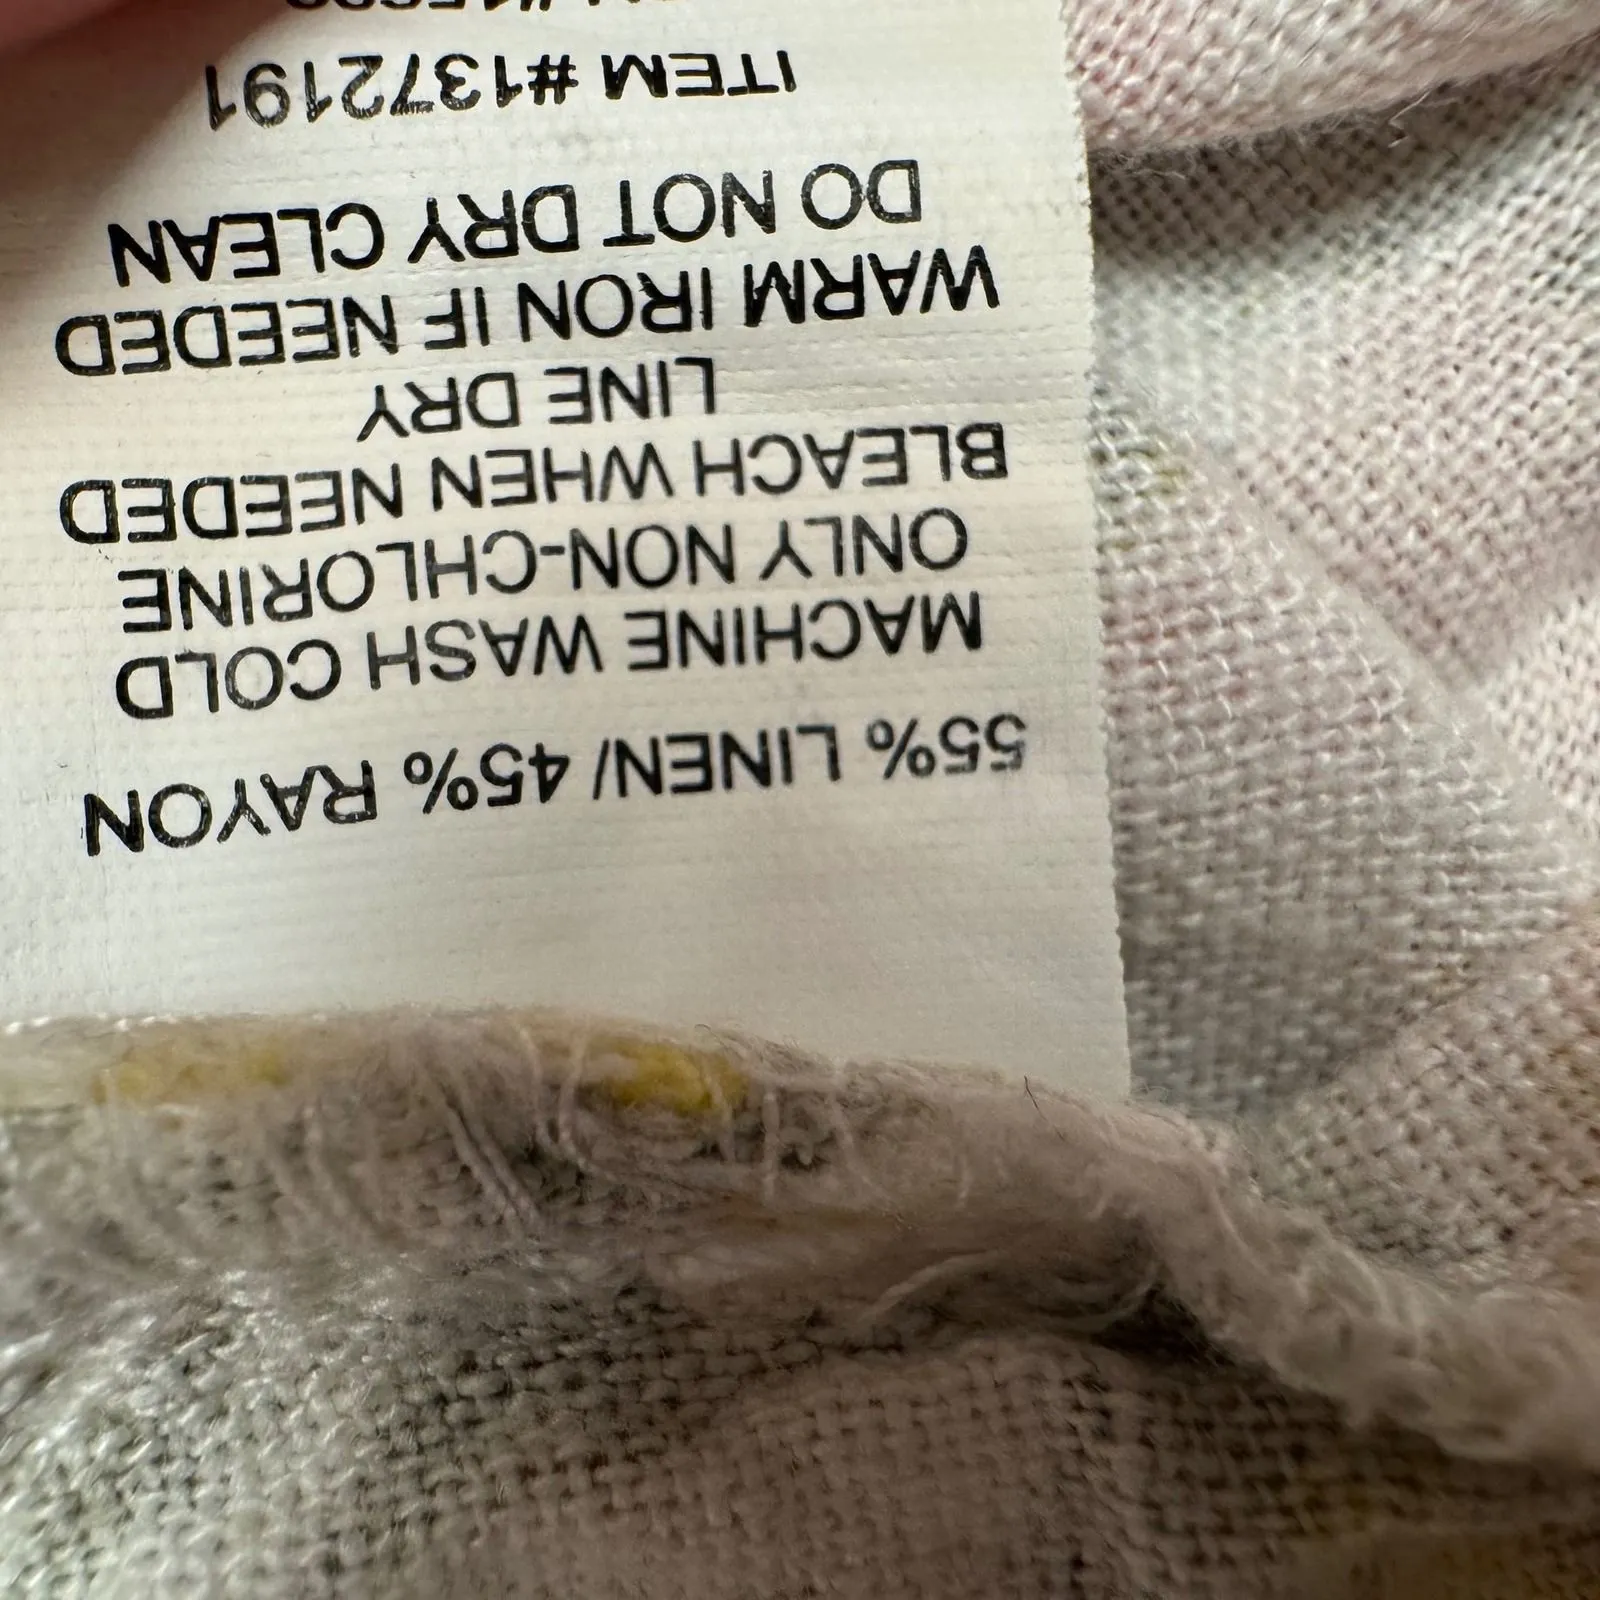 55% LINEN/ 45% RAYON
MACHINE WASH COLD
ONLY NON-CHLORINE
BLEACH WHEN NEEDED
LINE DRY
WARM IRON IF NEEDED
DO NOT DRY CLEAN
ITEM #1372191